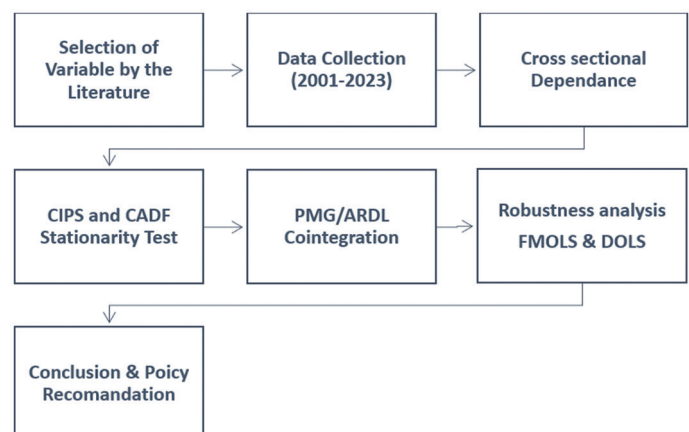 Selection of
Variable by the
Literature
Data Collection
(2001-2023)
Cross sectional
Dependance
CIPS and CADF
Stationarity Test
PMG/ARDL
Cointegration
Robustness analysis
FMOLS & DOLS
Conclusion & Poicy
Recomandation